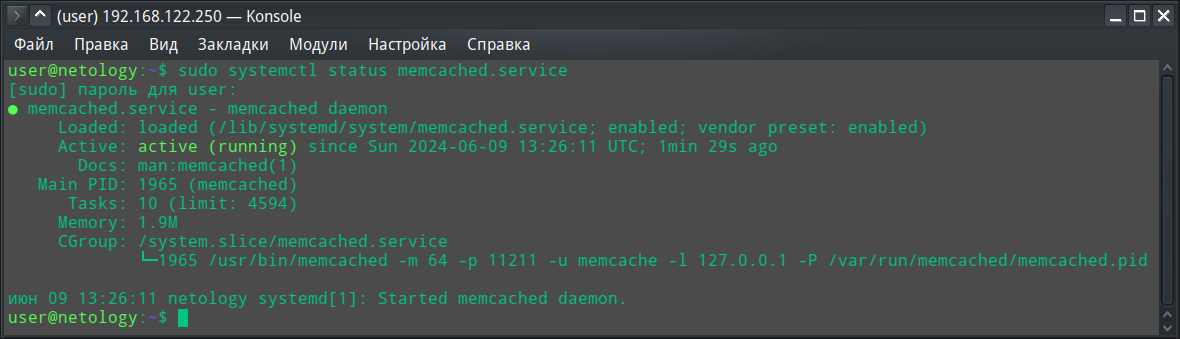 (user) 192.168.122.250 — Konsole
Файл Правка Вид Закладки Модули Настройка Справка
user@netology:~$ sudo systemctl status memcached.service
[sudo] пароль для user:
● memcached.service - memcached daemon
     Loaded: loaded (/lib/systemd/system/memcached.service; enabled; vendor preset: enabled)
     Active: active (running) since Sun 2024-06-09 13:26:11 UTC; 1min 29s ago
       Docs: man:memcached(1)
   Main PID: 1965 (memcached)
      Tasks: 10 (limit: 4594)
     Memory: 1.9M
     CGroup: /system.slice/memcached.service
             └─1965 /usr/bin/memcached -m 64 -p 11211 -u memcache -l 127.0.0.1 -P /var/run/memcached/memcached.pid
июн 09 13:26:11 netology systemd[1]: Started memcached daemon.
user@netology:~$